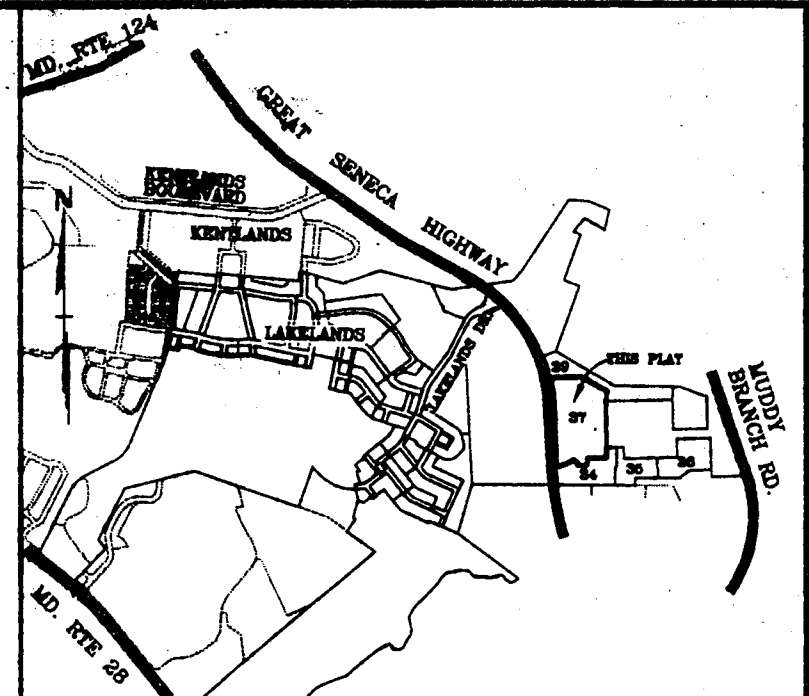 MD. RTE 124
GREAT
SENECA
HIGHWAY
KENTLANDS
BOULEVARD
N
KENTLANDS
LAKELANDS
LAKELANDS DR.
39
THIS PLAT
37
34
35
36
MUDDY
BRANCH RD.
MD. RTE 28